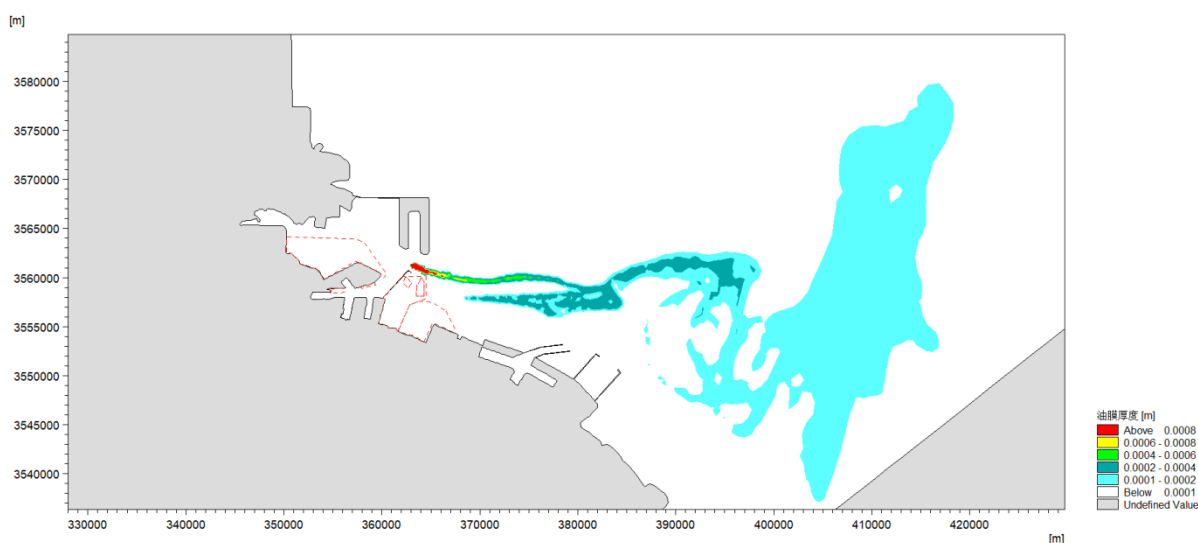 [m]
3580000
3575000
3570000
3565000
3560000
3555000
3550000
3545000
3540000
330000 340000 350000 360000 370000 380000 390000 400000 410000 420000
[m]
油膜厚度 [m]
Above 0.0008
0.0006 - 0.0008
0.0004 - 0.0006
0.0002 - 0.0004
0.0001 - 0.0002
Below 0.0001
Undefined Value